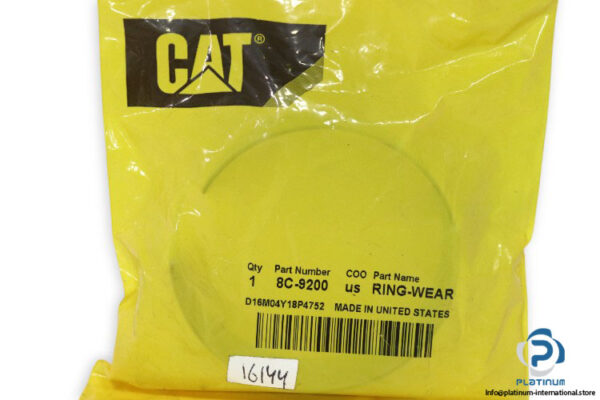 CAT®
Qty Part Number COO Part Name
1 8C-9200 us RING-WEAR
D16M04Y18P4752 MADE IN UNITED STATES
16144
PLATINUM
info@platinum-international.store